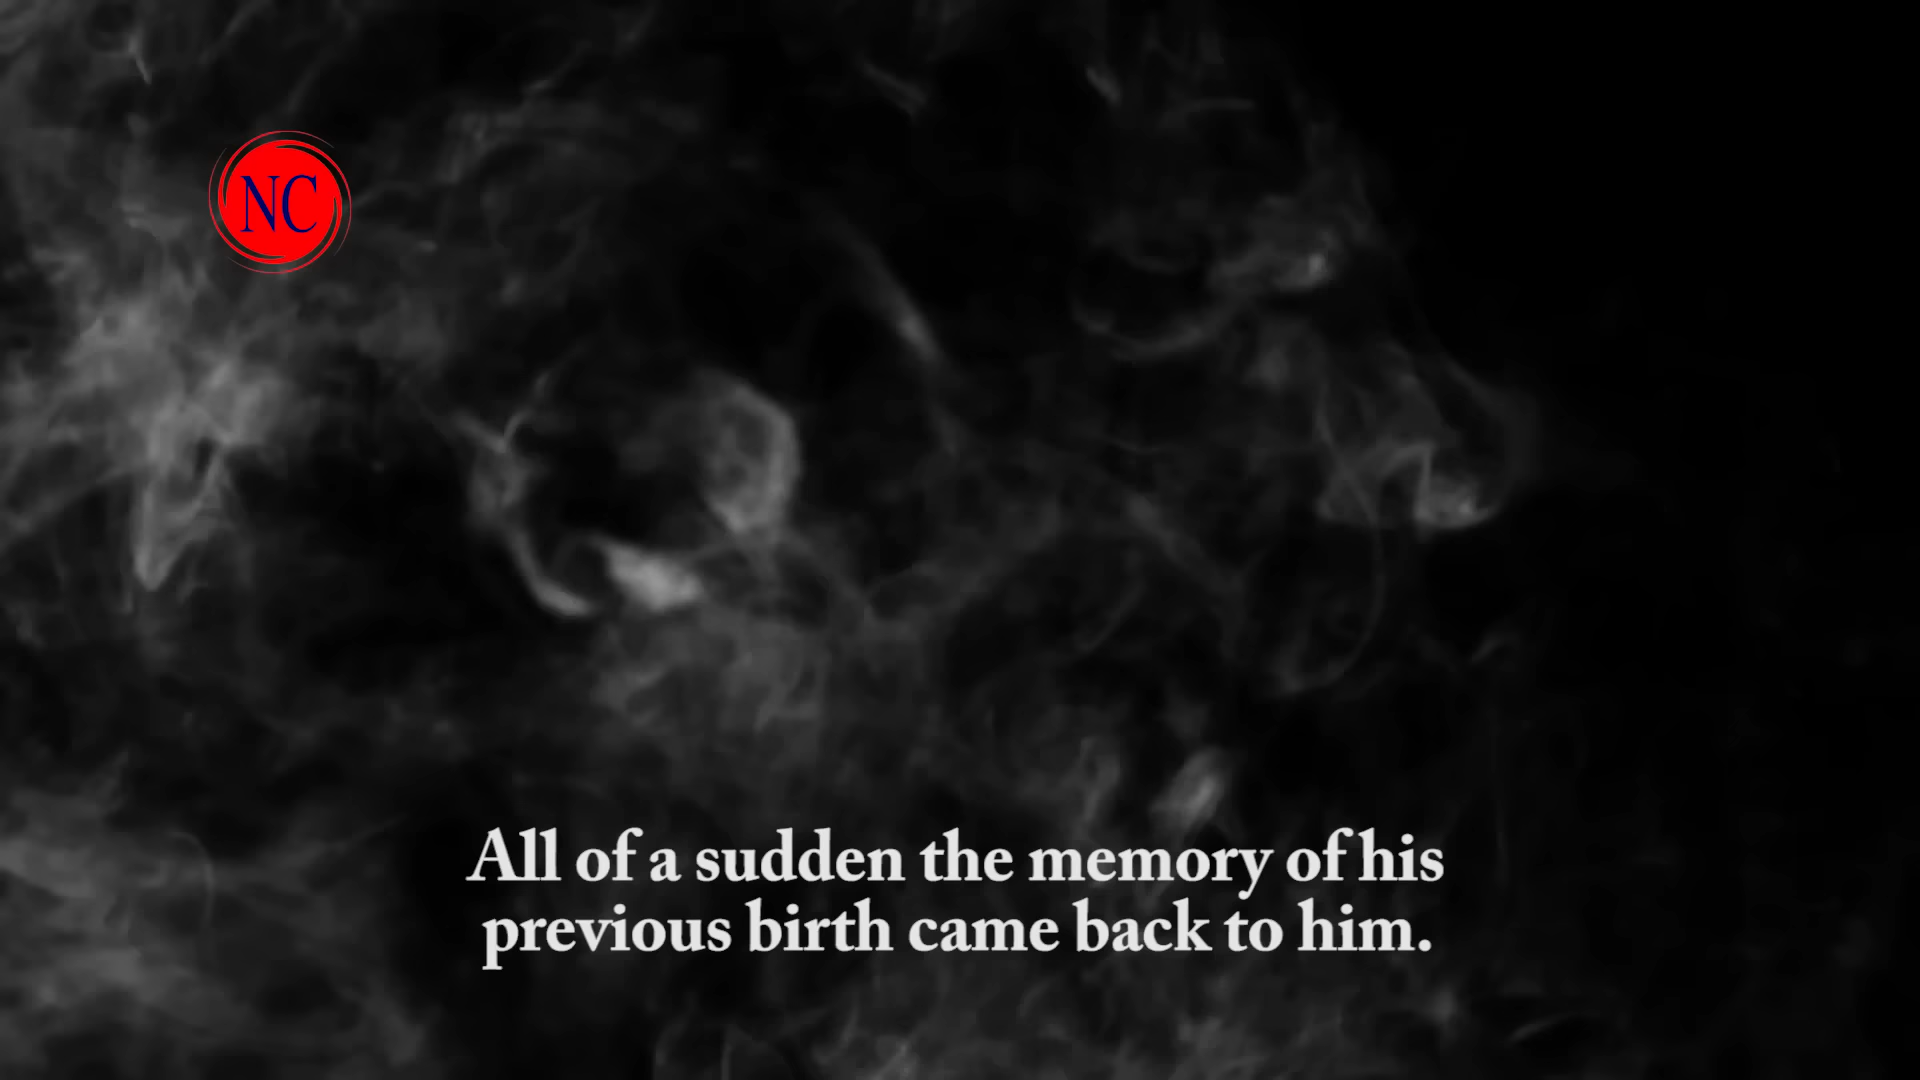 NC
All of a sudden the memory of his
previous birth came back to him.